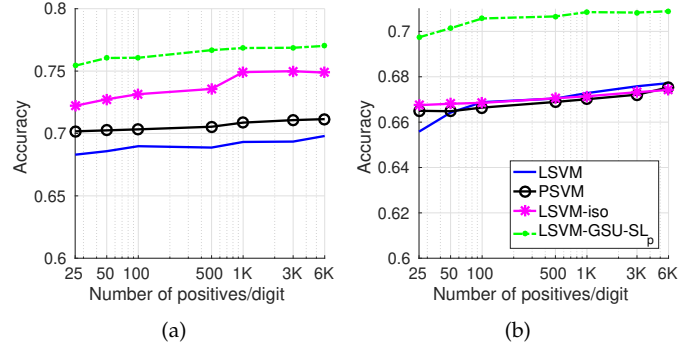 0.8
0.75
0.7
0.65
0.6
Accuracy
25 50 100 500 1K 3K 6K
Number of positives/digit
(a)
0.7
0.68
0.66
0.64
0.62
0.6
Accuracy
LSVM
PSVM
LSVM-iso
LSVM-GSU-SL_p
25 50 100 500 1K 3K 6K
Number of positives/digit
(b)